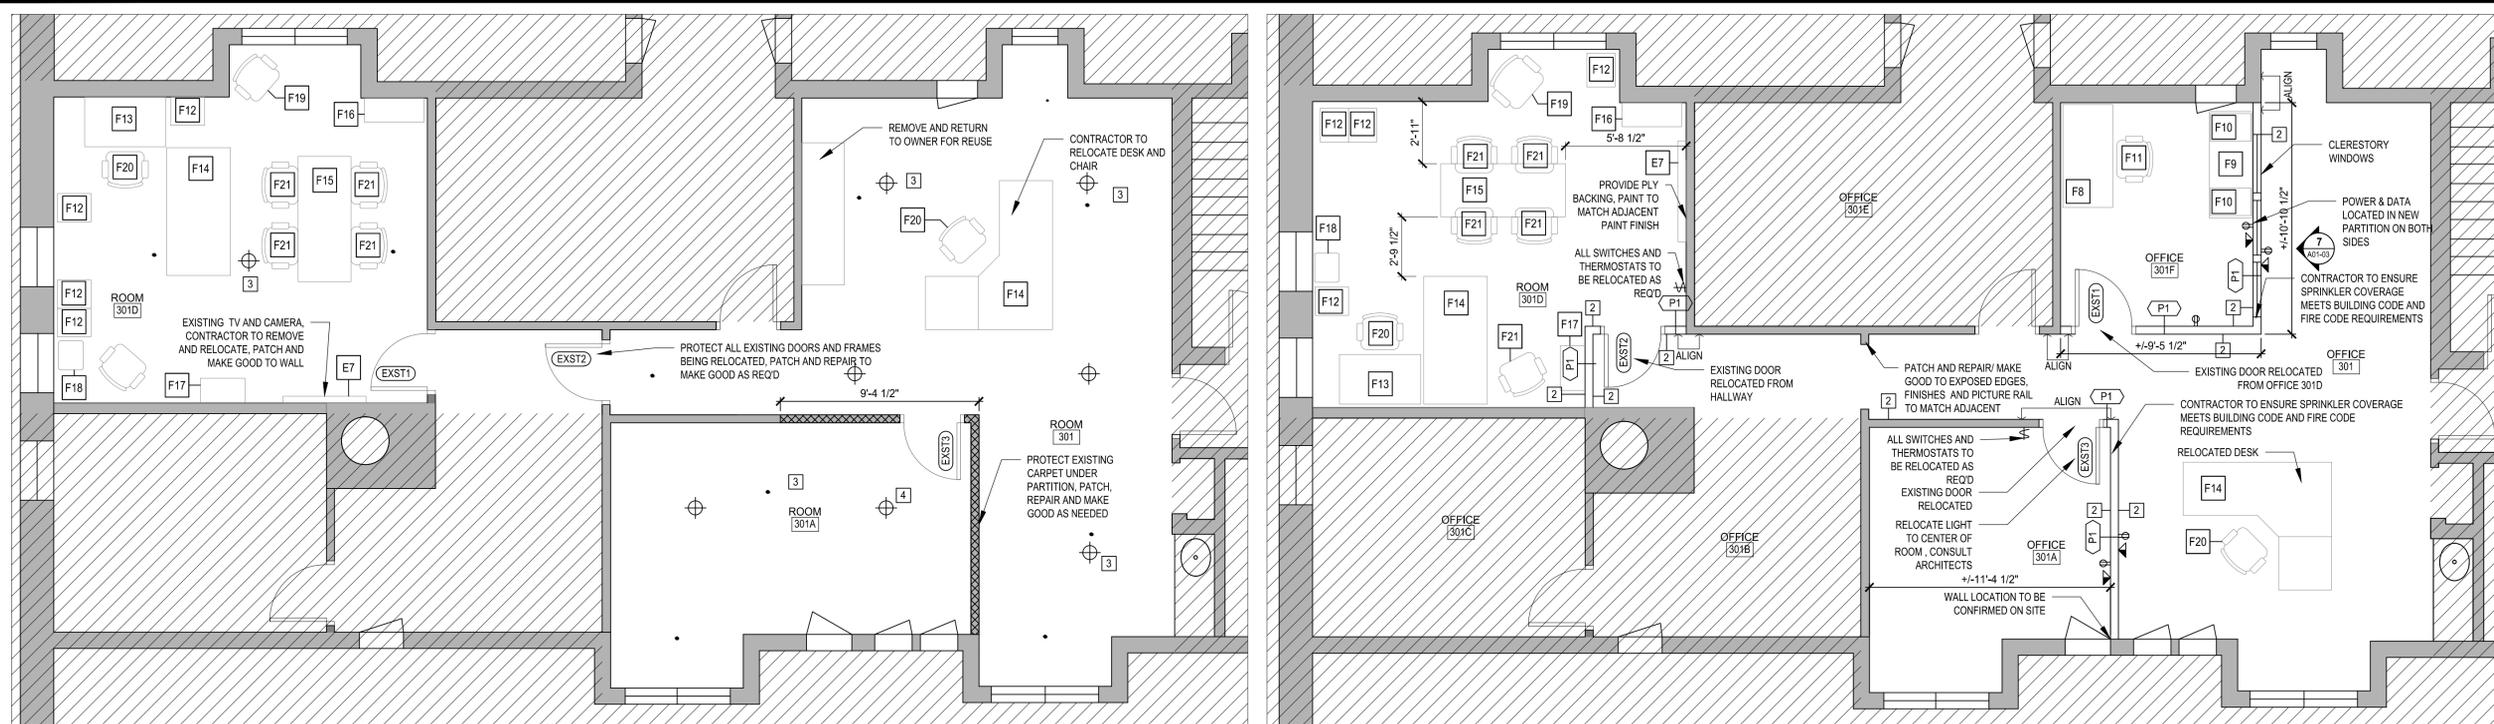 F19
F16
F13
F12
F20
F14
F21
F15
F21
F12
F21
F21
3
F12
F12
ROOM
301D
EXISTING TV AND CAMERA,
CONTRACTOR TO REMOVE
AND RELOCATE, PATCH AND
MAKE GOOD TO WALL
F18
F17
E7
EXST1
EXST2
PROTECT ALL EXISTING DOORS AND FRAMES
BEING RELOCATED, PATCH AND REPAIR TO
MAKE GOOD AS REQ'D
REMOVE AND RETURN
TO OWNER FOR REUSE
CONTRACTOR TO
RELOCATE DESK AND
CHAIR
3
3
F20
F14
9'-4 1/2"
EXST3
ROOM
301
PROTECT EXISTING
CARPET UNDER
PARTITION, PATCH,
REPAIR AND MAKE
GOOD AS NEEDED
3
4
ROOM
301A
3
F12
F19
F16
F12
F12
2'-11"
5'-8 1/2"
F21
F21
E7
F15
F21
F21
PROVIDE PLY
BACKING, PAINT TO
MATCH ADJACENT
PAINT FINISH
F18
2'-9 1/2"
ALL SWITCHES AND
THERMOSTATS TO
BE RELOCATED AS
REQ'D
F12
F14
ROOM
301D
P1
2
F17
F20
F21
P1
EXST2
2
ALIGN
F13
2
2
EXISTING DOOR
RELOCATED FROM
HALLWAY
OFFICE
301E
F10
F11
F9
F8
F10
2
ALIGN
CLERESTORY
WINDOWS
+/-10'-10 1/2"
POWER & DATA
LOCATED IN NEW
PARTITION ON BOTH
SIDES
7
A01-03
OFFICE
301F
P1
CONTRACTOR TO ENSURE
SPRINKLER COVERAGE
MEETS BUILDING CODE AND
FIRE CODE REQUIREMENTS
EXST1
P1
2
2
+/-9'-5 1/2"
ALIGN
OFFICE
301
EXISTING DOOR RELOCATED
FROM OFFICE 301D
PATCH AND REPAIR/ MAKE
GOOD TO EXPOSED EDGES,
FINISHES AND PICTURE RAIL
TO MATCH ADJACENT
2
ALIGN
P1
CONTRACTOR TO ENSURE SPRINKLER COVERAGE
MEETS BUILDING CODE AND FIRE CODE
REQUIREMENTS
ALL SWITCHES AND
THERMOSTATS TO
BE RELOCATED AS
REQ'D
EXISTING DOOR
RELOCATED
EXST3
RELOCATED DESK
F14
RELOCATE LIGHT
TO CENTER OF
ROOM , CONSULT
ARCHITECTS
2
2
P1
F20
OFFICE
301A
OFFICE
301C
OFFICE
301B
+/-11'-4 1/2"
WALL LOCATION TO BE
CONFIRMED ON SITE